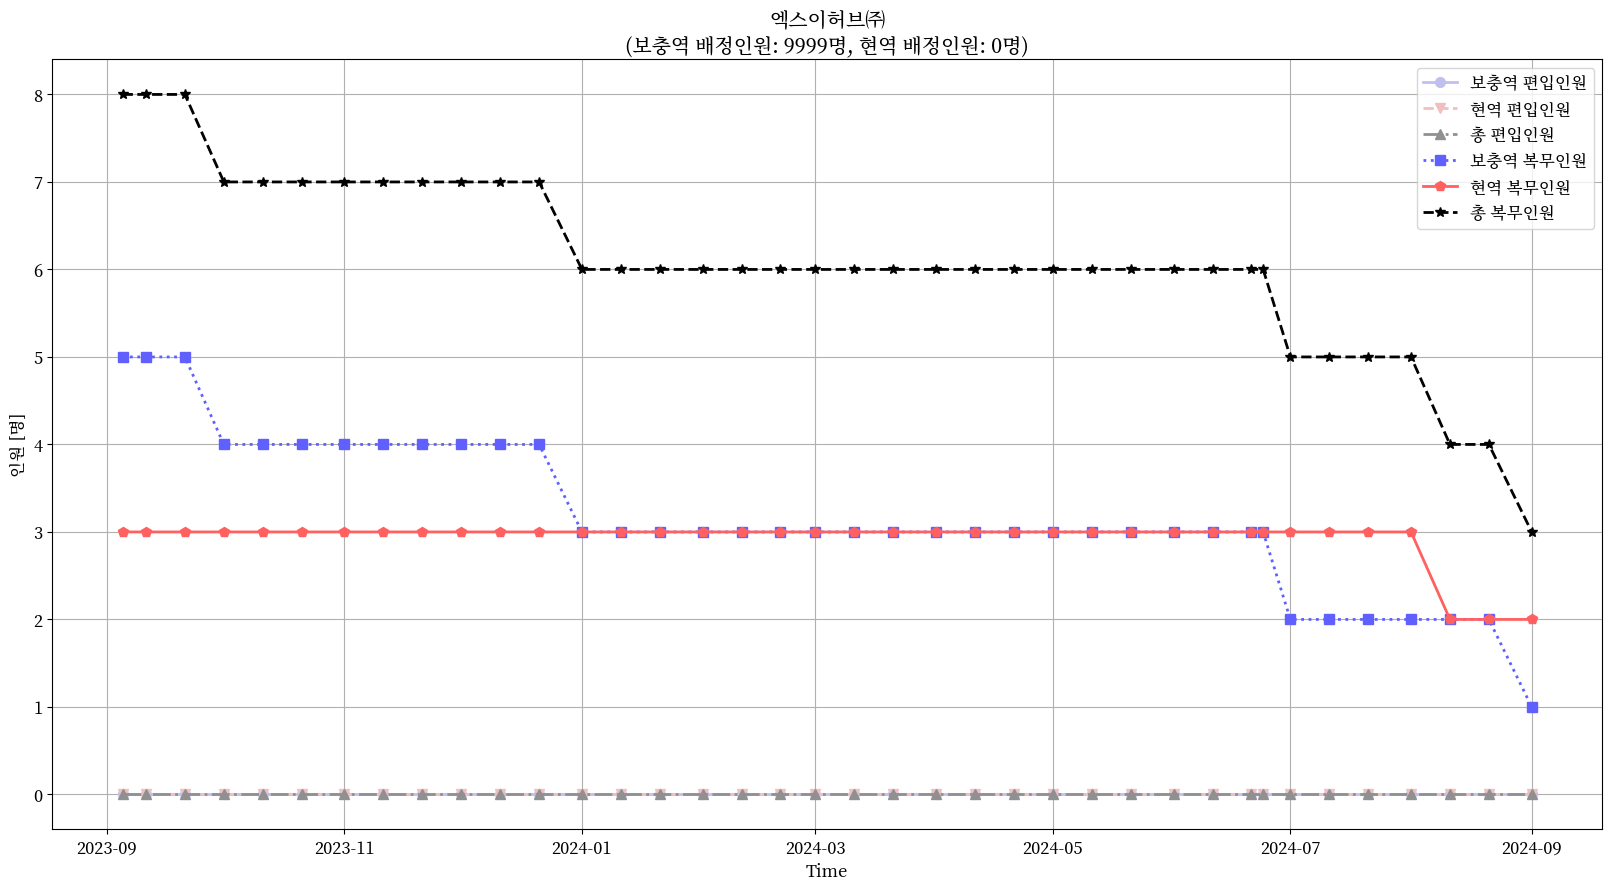 엑스이허브㈜
(보충역 배정인원: 9999명, 현역 배정인원: 0명)
보충역 편입인원
현역 편입인원
총 편입인원
보충역 복무인원
현역 복무인원
총 복무인원
인원 [명]
8
7
6
5
4
3
2
1
0
2023-09
2023-11
2024-01
2024-03
2024-05
2024-07
2024-09
Time